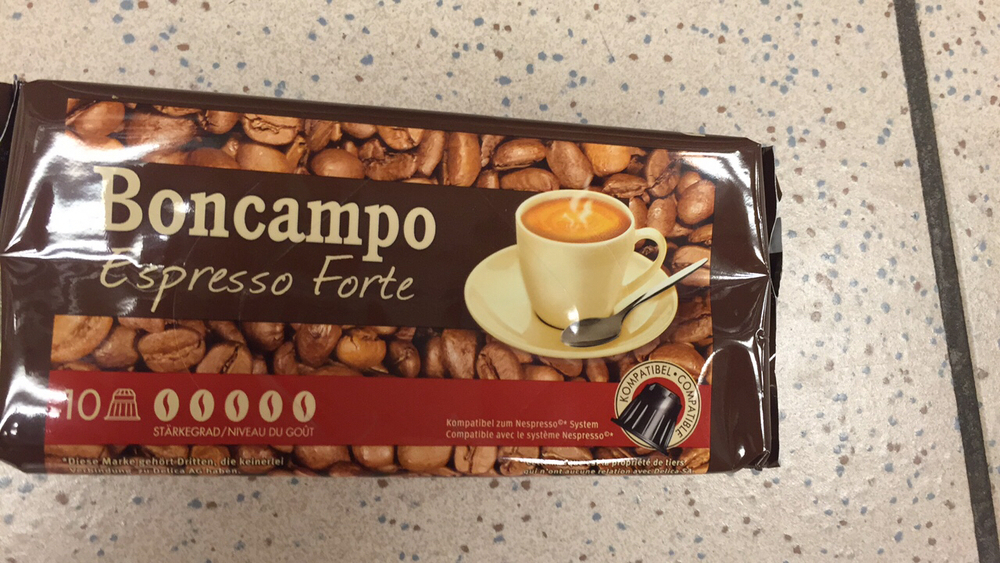 Boncampo
Espresso Forte
10
STÄRKEGRAD/NIVEAU DU GOÛT
Kompatibel zum Nespresso©* System
Compatible avec le système Nespresso©*
KOMPATIBEL • COMPATIBLE
*Diese Marke gehört Dritten, die keinerlei
Verbindung zu Delica AG haben.
est la propriété de tiers
qui n'ont aucune relation avec Delica SA